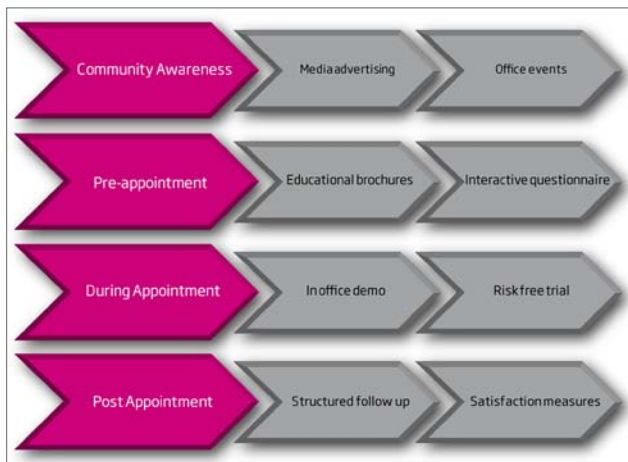 Community Awareness
Media advertising
Office events
Pre-appointment
Educational brochures
Interactive questionnaire
During Appointment
In office demo
Risk free trial
Post Appointment
Structured follow up
Satisfaction measures